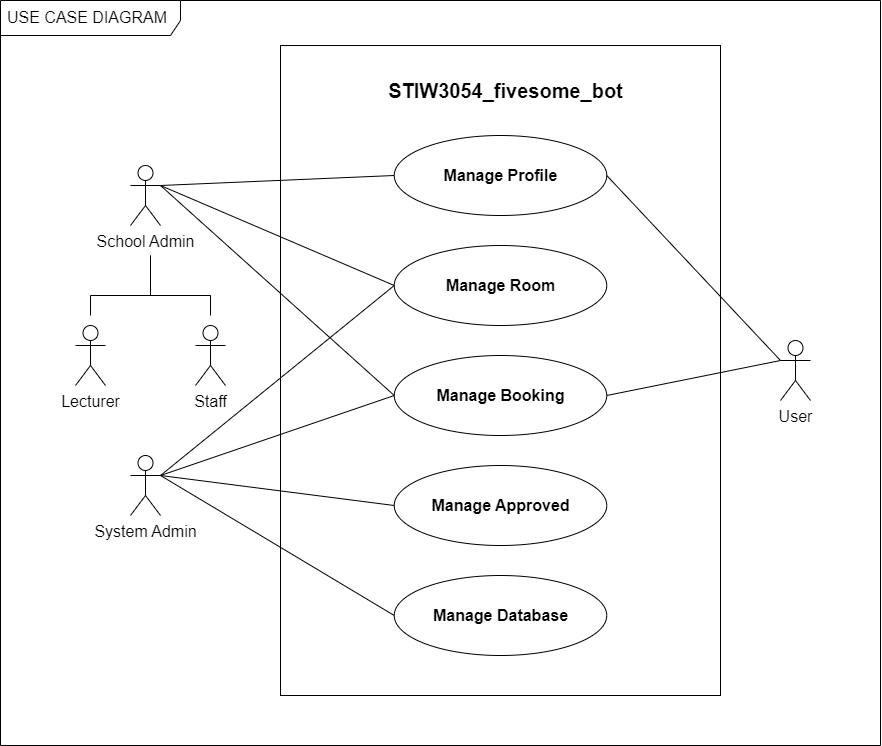 USE CASE DIAGRAM
STIW3054_fivesome_bot
Manage Profile
School Admin
Manage Room
Lecturer
Staff
Manage Booking
User
Manage Approved
System Admin
Manage Database